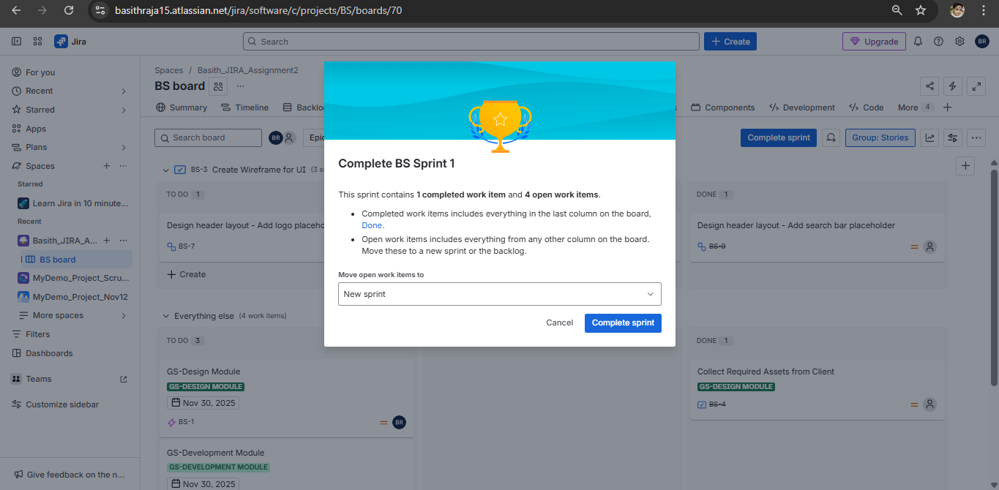 basithraja15.atlassian.net/jira/software/c/projects/BS/boards/70
Jira
Search
Create
Upgrade
BR
For you
Recent
Starred
Apps
Plans
Spaces
Starred
Learn Jira in 10 minute...
Recent
Basith_JIRA_A...
BS board
MyDemo_Project_Scru...
MyDemo_Project_Nov12
More spaces
Filters
Dashboards
Teams
Customize sidebar
Give feedback on the n...
Spaces / Basith_JIRA_Assignment2
BS board
Summary Timeline Backlo Components Development Code More 4
Search board BR Epic Complete sprint Group: Stories
BS-3 Create Wireframe for UI (3 s
TO DO 1
Design header layout - Add logo placeho
BS-7
Create
DONE 1
Design header layout - Add search bar placeholder
BS-9
Everything else (4 work items)
TO DO 3
GS-Design Module
GS-DESIGN MODULE
Nov 30, 2025
BS-1
BR
GS-Development Module
GS-DEVELOPMENT MODULE
Nov 30, 2025
DONE 1
Collect Required Assets from Client
GS-DESIGN MODULE
BS-4
Complete BS Sprint 1
This sprint contains 1 completed work item and 4 open work items.
• Completed work items includes everything in the last column on the board,
Done.
• Open work items includes everything from any other column on the board.
Move these to a new sprint or the backlog.
Move open work items to
New sprint
Cancel
Complete sprint